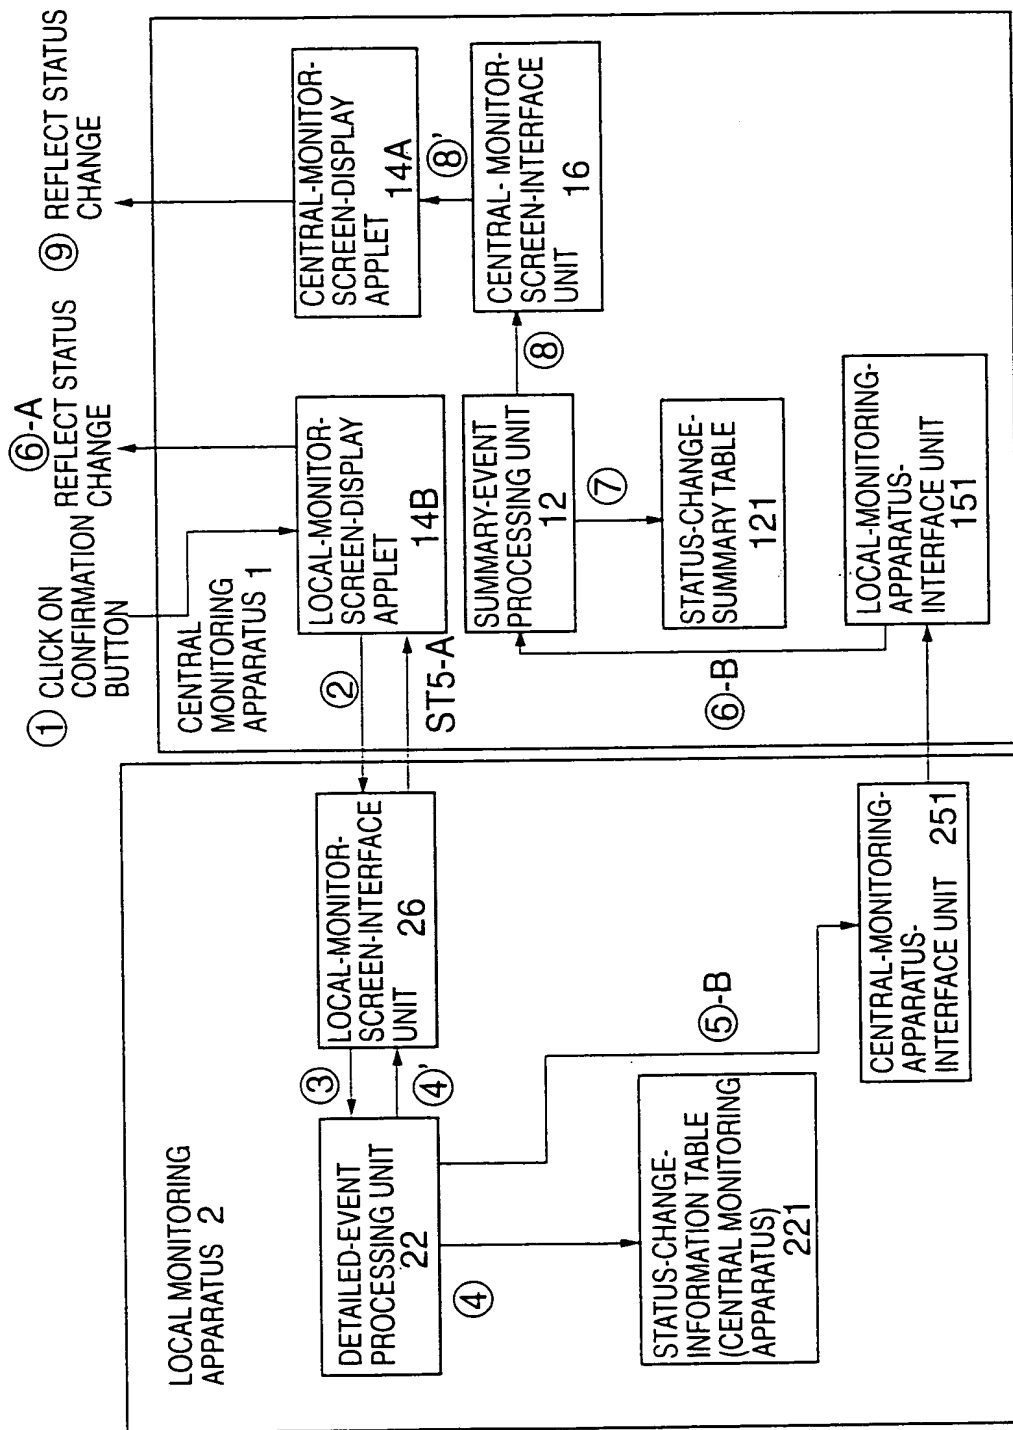 ① CLICK ON
CONFIRMATION
BUTTON
⑥-A
REFLECT STATUS
CHANGE
⑨ REFLECT STATUS
CHANGE
LOCAL MONITORING
APPARATUS 2
CENTRAL
MONITORING
APPARATUS 1
DETAILED-EVENT
PROCESSING UNIT
22
③
④'
LOCAL-MONITOR-
SCREEN-INTERFACE
UNIT 26
②
ST5-A
LOCAL-MONITOR-
SCREEN-DISPLAY
APPLET
14B
CENTRAL-MONITOR-
SCREEN-DISPLAY
APPLET
14A
⑧'
④
SUMMARY-EVENT
PROCESSING UNIT
12
⑧
CENTRAL- MONITOR-
SCREEN-INTERFACE
UNIT 16
⑦
STATUS-CHANGE-
INFORMATION TABLE
(CENTRAL MONITORING
APPARATUS)
221
⑤-B
⑥-B
STATUS-CHANGE-
SUMMARY TABLE
121
CENTRAL-MONITORING-
APPARATUS-
INTERFACE UNIT 251
LOCAL-MONITORING-
APPARATUS-
INTERFACE UNIT
151